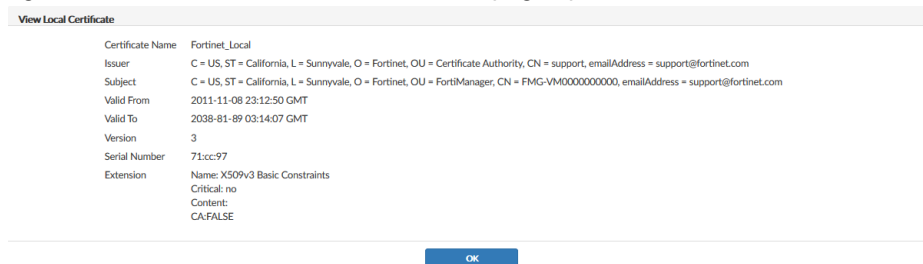 View Local Certificate
Certificate Name Fortinet_Local
Issuer C = US, ST = California, L = Sunnyvale, O = Fortinet, OU = Certificate Authority, CN = support, emailAddress = support@fortinet.com
Subject C = US, ST = California, L = Sunnyvale, O = Fortinet, OU = FortiManager, CN = FMG-VM0000000000, emailAddress = support@fortinet.com
Valid From 2011-11-08 23:12:50 GMT
Valid To 2038-81-89 03:14:07 GMT
Version 3
Serial Number 71:cc:97
Extension Name: X509v3 Basic Constraints
Critical: no
Content:
CA:FALSE
OK